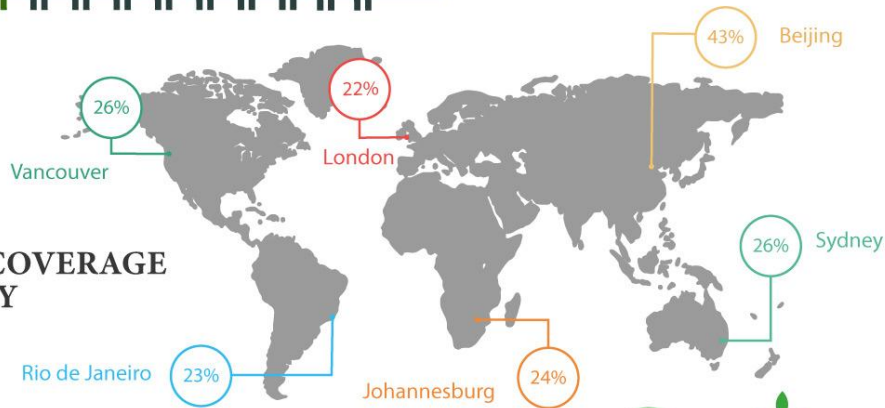 43%
Beijing
22%
26%
London
Vancouver
26%
Sydney
COVERAGE
Rio de Janeiro
23%
Johannesburg
24%